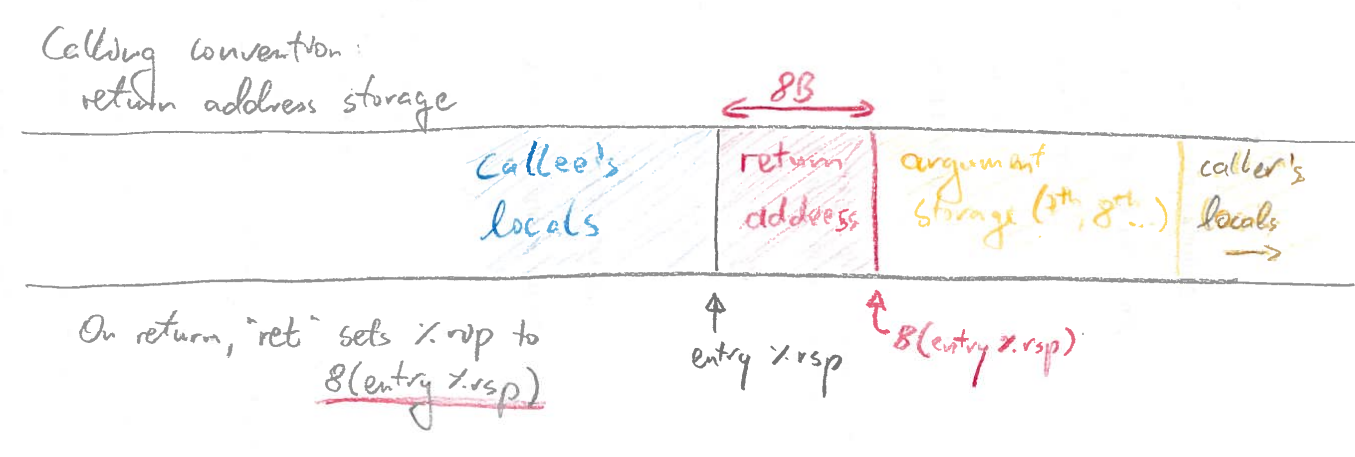 Calling convention:
return address storage
8B
callee's
locals
return
address
argument
storage (7th, 8th...)
caller's
locals
On return, "ret" sets %rip to
8(entry %rsp)
entry %rsp
8(entry %rsp)